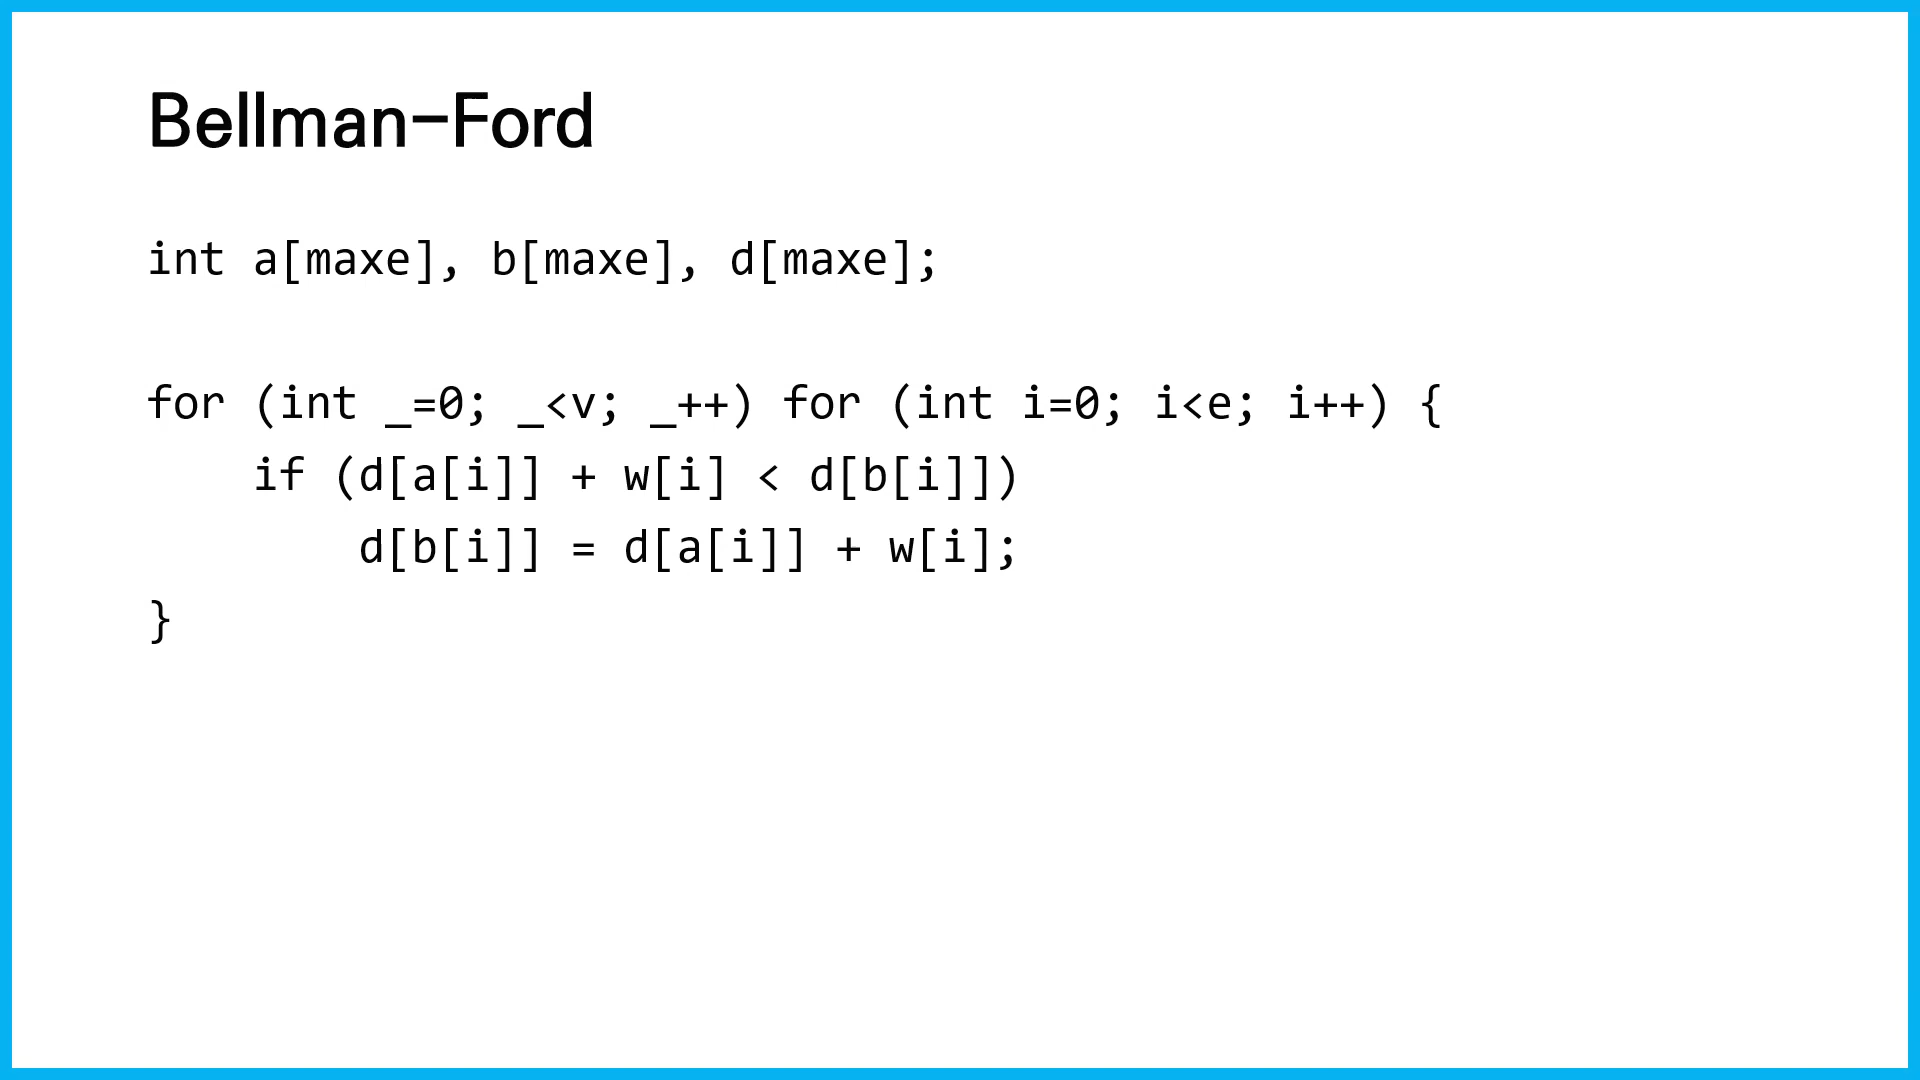 Bellman-Ford
int a[maxe], b[maxe], d[maxe];
for (int _=0; _<v; _++) for (int i=0; i<e; i++) {
    if (d[a[i]] + w[i] < d[b[i]])
        d[b[i]] = d[a[i]] + w[i];
}